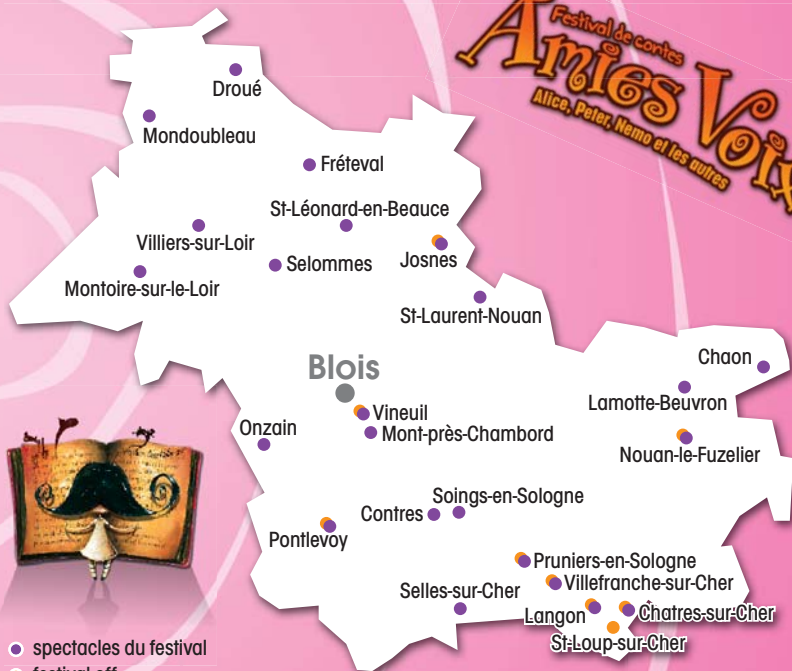 Festival de contes
Amies Voix
Alice, Peter, Nemo et les autres
Droué
Mondoubleau
Fréteval
St-Léonard-en-Beauce
Villiers-sur-Loir
Josnes
Selommes
Montoire-sur-le-Loir
St-Laurent-Nouan
Blois
Chaon
Lamotte-Beuvron
Vineuil
Onzain
Mont-près-Chambord
Nouan-le-Fuzelier
Soings-en-Sologne
Contres
Pontlevoy
Pruniers-en-Sologne
Villefranche-sur-Cher
Selles-sur-Cher
Langon
Chatres-sur-Cher
St-Loup-sur-Cher
spectacles du festival
festival off